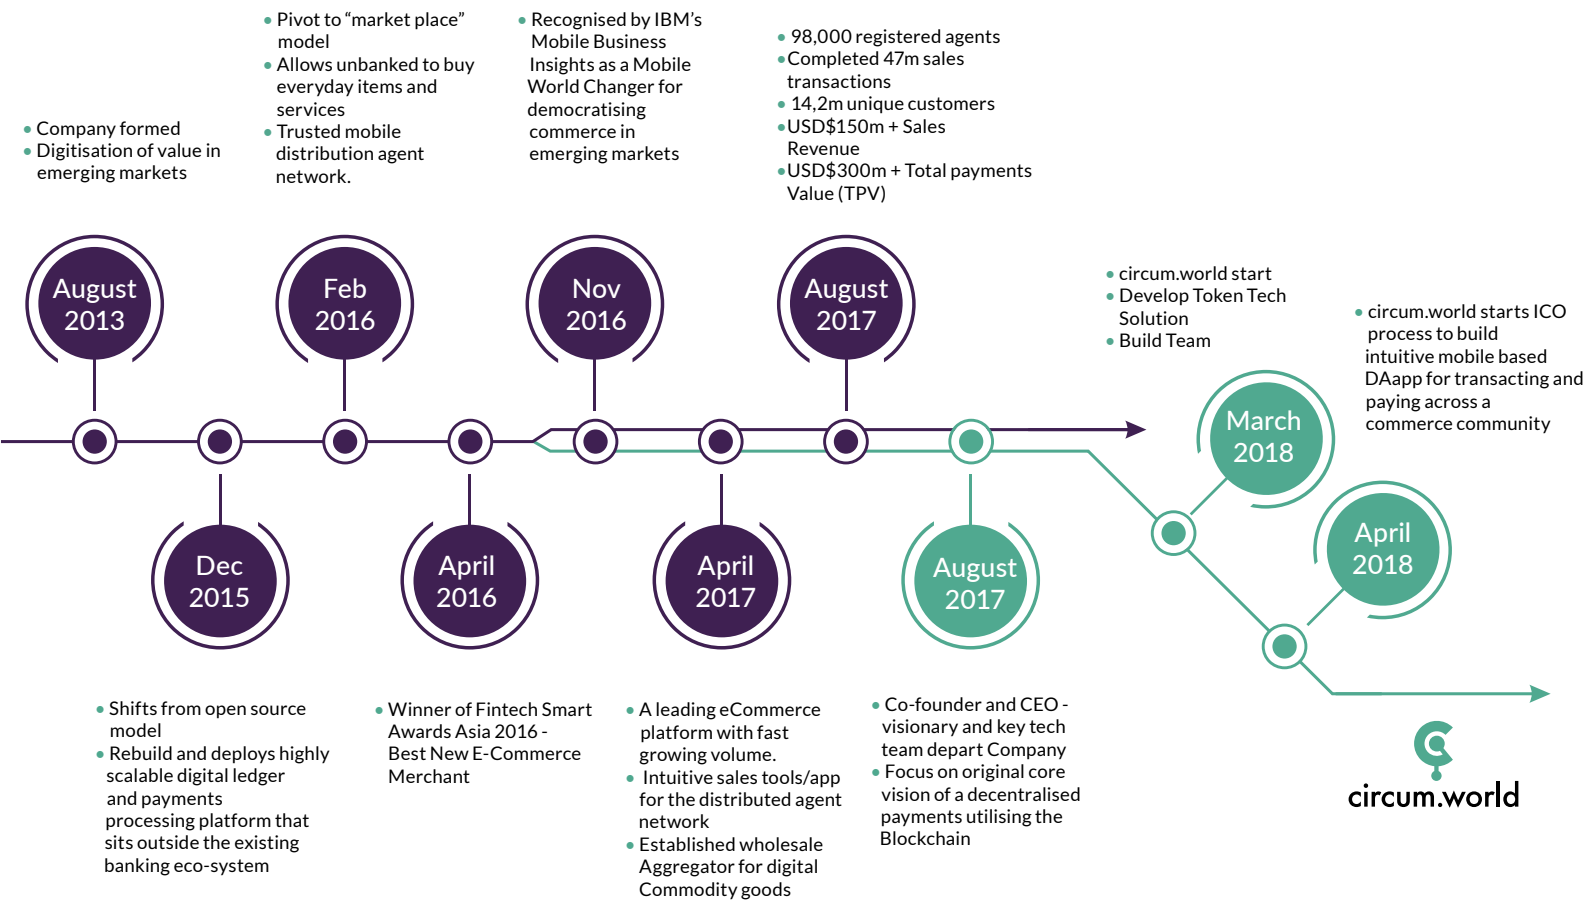 • Company formed
• Digitisation of value in
emerging markets
August
2013
• Shifts from open source
model
• Rebuild and deploys highly
scalable digital ledger
and payments
processing platform that
sits outside the existing
banking eco-system
Dec
2015
• Pivot to “market place”
model
• Allows unbanked to buy
everyday items and
services
• Trusted mobile
distribution agent
network.
Feb
2016
• Winner of Fintech Smart
Awards Asia 2016 -
Best New E-Commerce
Merchant
April
2016
• Recognised by IBM’s
Mobile Business
Insights as a Mobile
World Changer for
democratising
commerce in
emerging markets
Nov
2016
• A leading eCommerce
platform with fast
growing volume.
• Intuitive sales tools/app
for the distributed agent
network
• Established wholesale
Aggregator for digital
Commodity goods
April
2017
• 98,000 registered agents
• Completed 47m sales
transactions
• 14,2m unique customers
• USD$150m + Sales
Revenue
• USD$300m + Total payments
Value (TPV)
August
2017
• Co-founder and CEO -
visionary and key tech
team depart Company
• Focus on original core
vision of a decentralised
payments utilising the
Blockchain
August
2017
• circum.world start
• Develop Token Tech
Solution
• Build Team
March
2018
• circum.world starts ICO
process to build
intuitive mobile based
DAapp for transacting and
paying across a
commerce community
April
2018
circum.world